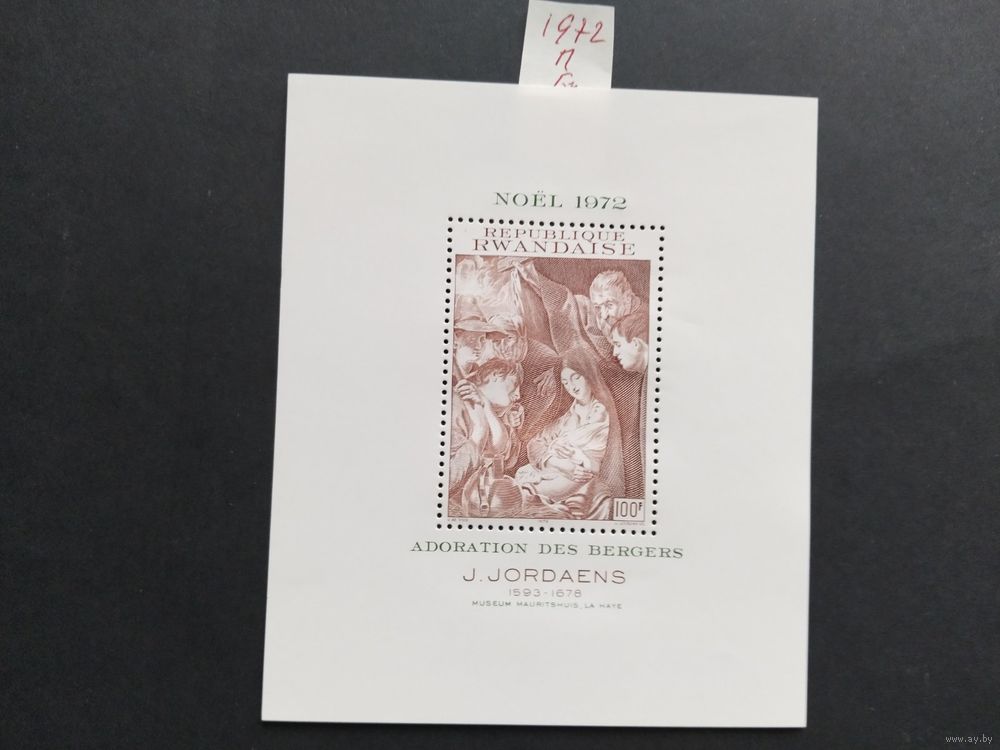 1972
П
NOËL 1972
REPUBLIQUE
RWANDAISE
100F
ADORATION DES BERGERS
J. JORDAENS
1593-1678
MUSEUM MAURITSHUIS, LA HAYE
www.ay.by